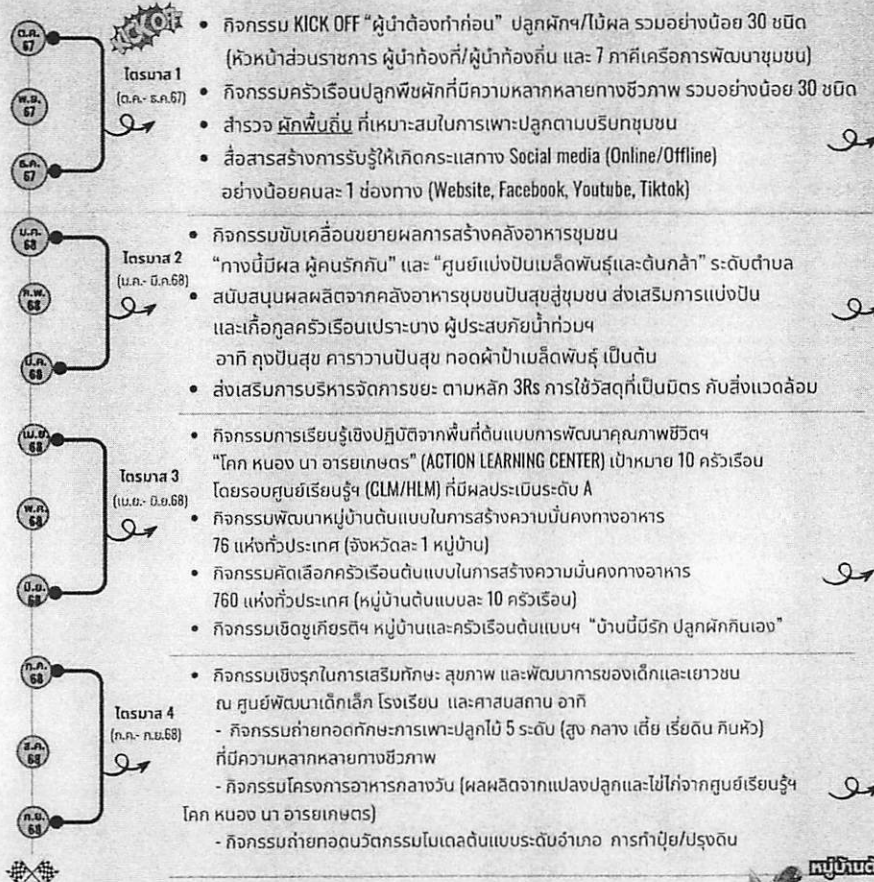 KICK OFF
ต.ค. 67
พ.ย. 67
ธ.ค. 67
ไตรมาส 1
(ต.ค.- ธ.ค.67)
• กิจกรรม KICK OFF “ผู้นำต้องทำก่อน” ปลูกผักฯ/ไม้ผล รวมอย่างน้อย 30 ชนิด
(หัวหน้าส่วนราชการ ผู้นำท้องที่/ผู้นำท้องถิ่น และ 7 ภาคีเครือการพัฒนาชุมชน)
• กิจกรรมครัวเรือนปลูกพืชผักที่มีความหลากหลายทางชีวภาพ รวมอย่างน้อย 30 ชนิด
• สำรวจ ผักพื้นถิ่น ที่เหมาะสมในการเพาะปลูกตามบริบทชุมชน
• สื่อสารสร้างการรับรู้ให้เกิดกระแสทาง Social media (Online/Offline)
อย่างน้อยคนละ 1 ช่องทาง (Website, Facebook, Youtube, Tiktok)
ม.ค. 68
ก.พ. 68
มี.ค. 68
ไตรมาส 2
(ม.ค.- มี.ค.68)
• กิจกรรมขับเคลื่อนขยายผลการสร้างคลังอาหารชุมชน
“ทางนี้มีผล ผู้คนรักกัน” และ “ศูนย์แบ่งปันเมล็ดพันธุ์และต้นกล้า” ระดับตำบล
• สนับสนุนผลผลิตจากคลังอาหารชุมชนปันสุขสู่ชุมชน ส่งเสริมการแบ่งปัน
และเกื้อกูลครัวเรือนเปราะบาง ผู้ประสบภัยน้ำท่วมฯ
อาทิ ถุงปันสุข คาราวานปันสุข ทอดผ้าป่าเมล็ดพันธุ์ เป็นต้น
• ส่งเสริมการบริหารจัดการขยะ ตามหลัก 3Rs การใช้วัสดุที่เป็นมิตร กับสิ่งแวดล้อม
เม.ย. 68
พ.ค. 68
มิ.ย. 68
ไตรมาส 3
(เม.ย.- มิ.ย.68)
• กิจกรรมการเรียนรู้เชิงปฏิบัติจากพื้นที่ต้นแบบการพัฒนาคุณภาพชีวิตฯ
“โคก หนอง นา อารยเกษตร” (ACTION LEARNING CENTER) เป้าหมาย 10 ครัวเรือน
โดยรอบศูนย์เรียนรู้ฯ (CLM/HLM) ที่มีผลประเมินระดับ A
• กิจกรรมพัฒนาหมู่บ้านต้นแบบในการสร้างความมั่นคงทางอาหาร
76 แห่งทั่วประเทศ (จังหวัดละ 1 หมู่บ้าน)
• กิจกรรมคัดเลือกครัวเรือนต้นแบบในการสร้างความมั่นคงทางอาหาร
760 แห่งทั่วประเทศ (หมู่บ้านต้นแบบละ 10 ครัวเรือน)
• กิจกรรมเชิดชูเกียรติฯ หมู่บ้านและครัวเรือนต้นแบบฯ “บ้านนี้มีรัก ปลูกผักกินเอง”
ก.ค. 68
ส.ค. 68
ก.ย. 68
ไตรมาส 4
(ก.ค.- ก.ย.68)
• กิจกรรมเชิงรุกในการเสริมทักษะ สุขภาพ และพัฒนาการของเด็กและเยาวชน
ณ ศูนย์พัฒนาเด็กเล็ก โรงเรียน และศาสนสถาน อาทิ
- กิจกรรมถ่ายทอดทักษะการเพาะปลูกไม้ 5 ระดับ (สูง กลาง เตี้ย เรี่ยดิน กินหัว)
ที่มีความหลากหลายทางชีวภาพ
- กิจกรรมโครงการอาหารกลางวัน (ผลผลิตจากแปลงปลูกและไข่ไก่จากศูนย์เรียนรู้ฯ
โคก หนอง นา อารยเกษตร)
- กิจกรรมถ่ายทอดนวัตกรรมโมเดลต้นแบบระดับอำเภอ การทำปุ๋ย/ปรุงดิน